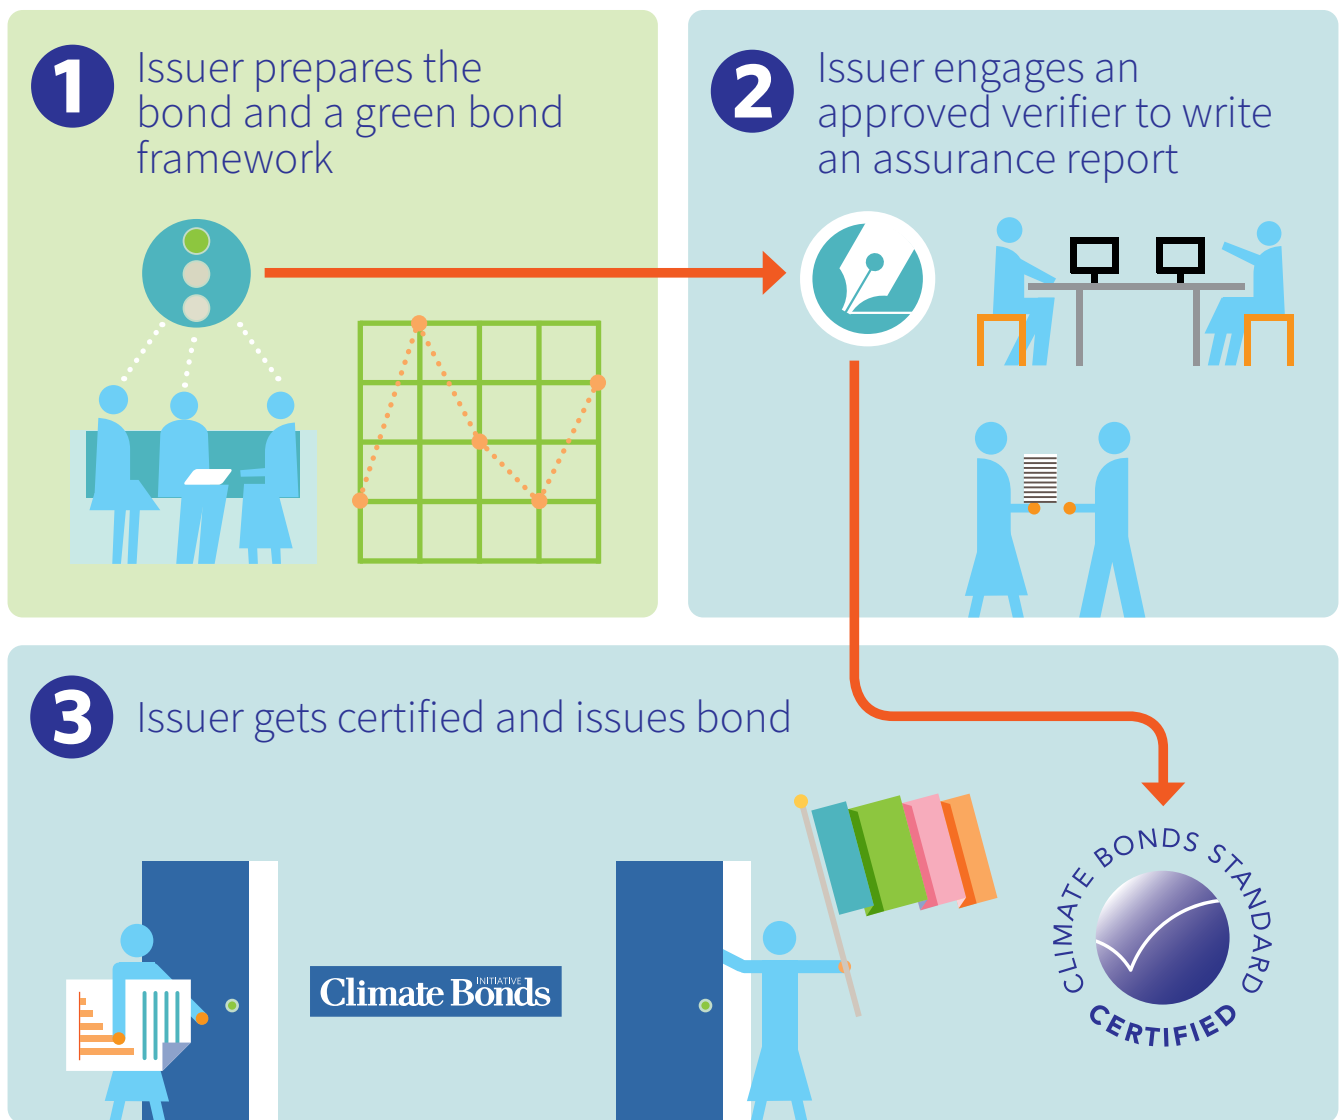 1
Issuer prepares the
bond and a green bond
framework
2
Issuer engages an
approved verifier to write
an assurance report
3
Issuer gets certified and issues bond
INITIATIVE
Climate Bonds
CLIMATE BONDS STANDARD
CERTIFIED